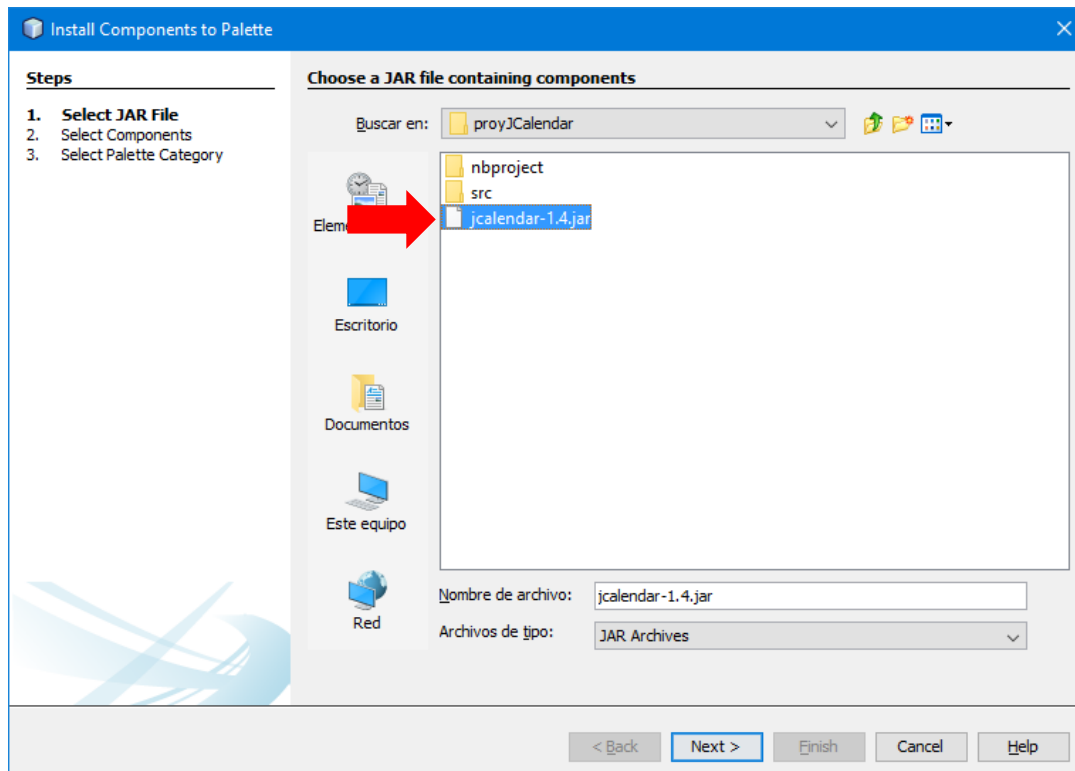 Install Components to Palette
Steps
1. Select JAR File
2. Select Components
3. Select Palette Category
Choose a JAR file containing components
Buscar en:
proyJCalendar
nbproject
src
jcalendar-1.4.jar
Escritorio
Documentos
Este equipo
Red
Nombre de archivo:
jcalendar-1.4.jar
Archivos de tipo:
JAR Archives
< Back
Next >
Finish
Cancel
Help